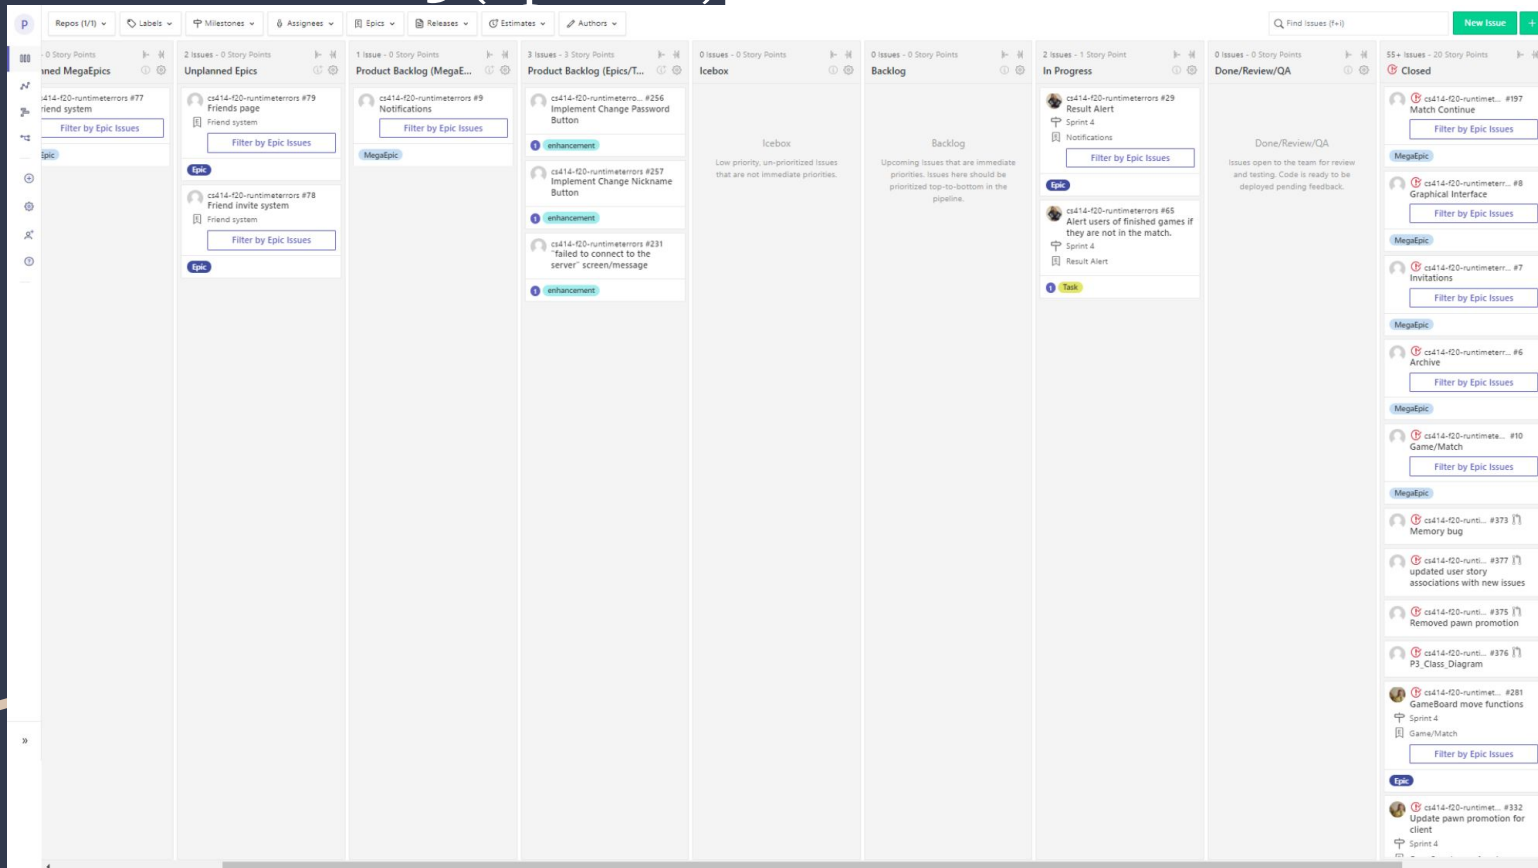 P
Repos (1/1)
Labels
Milestones
Assignees
Epics
Releases
Estimates
Authors
Find Issues (f+i)
New Issue
+
- 0 Story Points
MegaEpics
#77
Filter by Epic Issues
2 Issues - 0 Story Points
Unplanned Epics
cs414-f20-runtimeerrors #79
Friends page
Friend system
Filter by Epic Issues
Epic
cs414-f20-runtimeerrors #78
Friend invite system
Friend system
Filter by Epic Issues
Epic
1 Issue - 0 Story Points
Product Backlog (MegaE...
cs414-f20-runtimeerrors #9
Notifications
Filter by Epic Issues
MegaEpic
3 Issues - 3 Story Points
Product Backlog (Epics/T...
cs414-f20-runtimeerro... #256
Implement Change Password
Button
1 enhancement
cs414-f20-runtimeerrors #257
Implement Change Nickname
Button
1 enhancement
cs414-f20-runtimeerrors #231
"failed to connect to the
server" screen/message
1 enhancement
0 Issues - 0 Story Points
Icebox
Icebox
Low priority, un-prioritized Issues
that are not immediate priorities.
0 Issues - 0 Story Points
Backlog
Backlog
Upcoming Issues that are immediate
priorities. Issues here should be
prioritized top-to-bottom in the
pipeline.
2 Issues - 1 Story Point
In Progress
cs414-f20-runtimeerrors #29
Result Alert
Sprint 4
Notifications
Filter by Epic Issues
Epic
cs414-f20-runtimeerrors #65
Alert users of finished games if
they are not in the match.
Sprint 4
Result Alert
1 Task
0 Issues - 0 Story Points
Done/Review/QA
Done/Review/QA
Issues open to the team for review
and testing. Code is ready to be
deployed pending feedback.
55+ Issues - 20 Story Points
Closed
cs414-f20-runtimet... #197
Match Continue
Filter by Epic Issues
MegaEpic
cs414-f20-runtimeterr... #8
Graphical Interface
Filter by Epic Issues
MegaEpic
cs414-f20-runtimeterr... #7
Invitations
Filter by Epic Issues
MegaEpic
cs414-f20-runtimeterr... #6
Archive
Filter by Epic Issues
MegaEpic
cs414-f20-runtimete... #10
Game/Match
Filter by Epic Issues
MegaEpic
cs414-f20-runti... #373
Memory bug
cs414-f20-runti... #377
updated user story
associations with new issues
cs414-f20-runti... #375
Removed pawn promotion
cs414-f20-runti... #376
P3_Class_Diagram
cs414-f20-runtimet... #281
GameBoard move functions
Sprint 4
Game/Match
Filter by Epic Issues
Epic
cs414-f20-runtimet... #332
Update pawn promotion for
client
Sprint 4